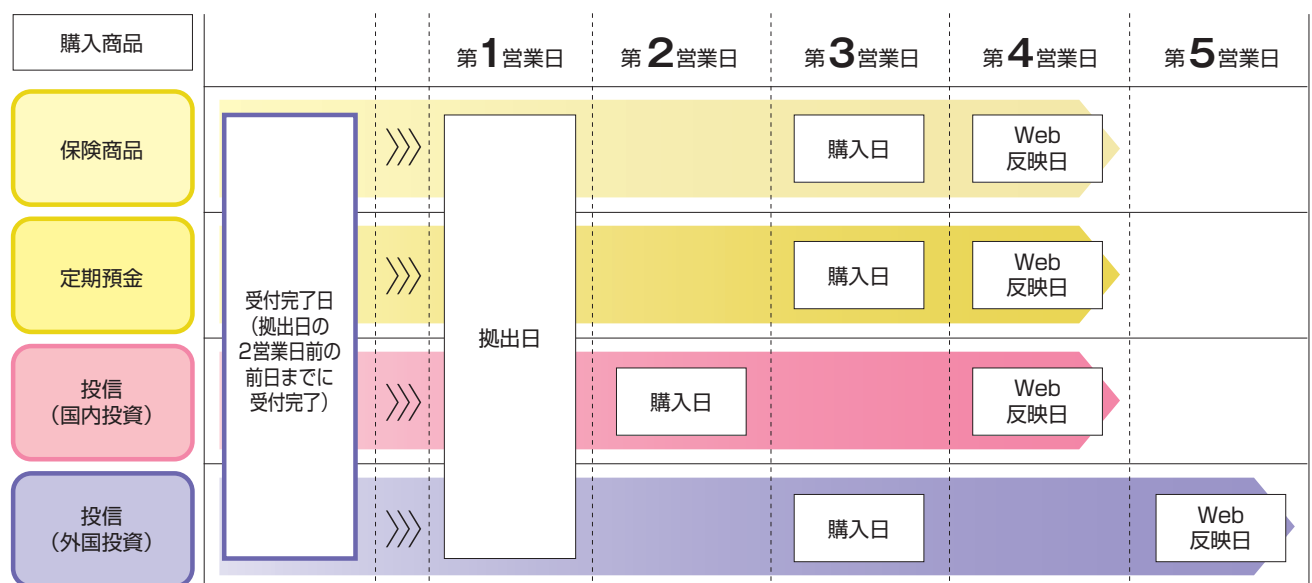 購入商品
第1営業日
第2営業日
第3営業日
第4営業日
第5営業日
保険商品
購入日
Web
反映日
定期預金
購入日
Web
反映日
受付完了日
(拠出日の
2営業日前の
前日までに
受付完了)
拠出日
投信
(国内投資)
購入日
Web
反映日
投信
(外国投資)
購入日
Web
反映日